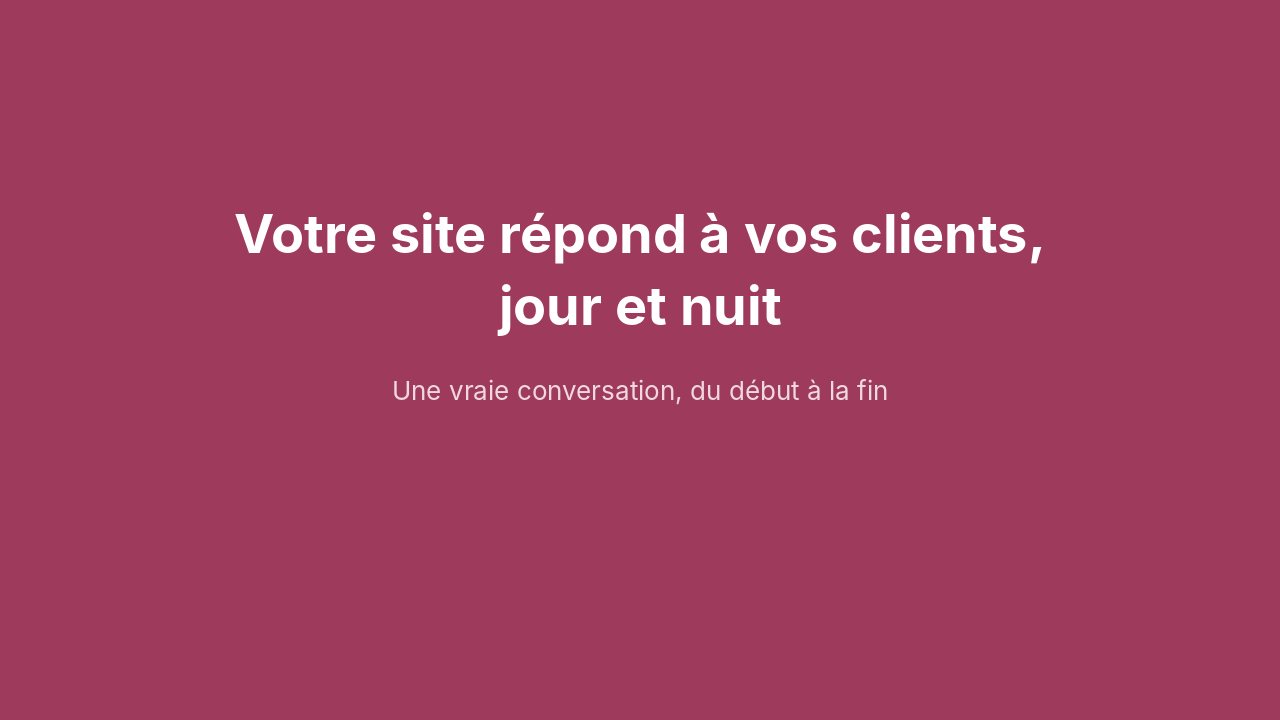 Votre site répond à vos clients,
jour et nuit
Une vraie conversation, du début à la fin